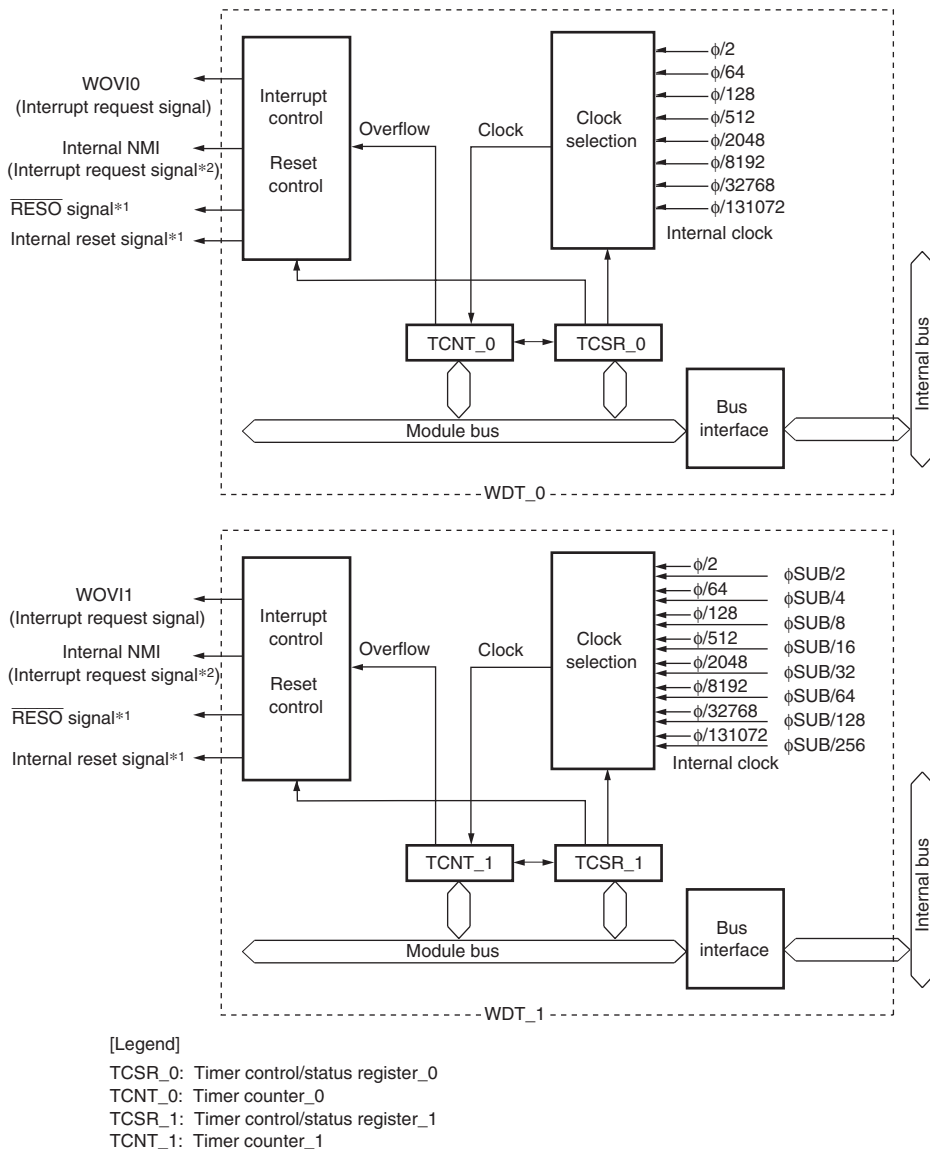 WOVI0
(Interrupt request signal)
Internal NMI
(Interrupt request signal*2)
RESO signal*1
Internal reset signal*1
Interrupt
control
Reset
control
Overflow
Clock
Clock
selection
ϕ/2
ϕ/64
ϕ/128
ϕ/512
ϕ/2048
ϕ/8192
ϕ/32768
ϕ/131072
Internal clock
TCNT_0
TCSR_0
Module bus
Bus
interface
Internal bus
WDT_0
WOVI1
(Interrupt request signal)
Internal NMI
(Interrupt request signal*2)
RESO signal*1
Internal reset signal*1
Interrupt
control
Reset
control
Overflow
Clock
Clock
selection
ϕ/2
ϕSUB/2
ϕ/64
ϕSUB/4
ϕ/128
ϕSUB/8
ϕ/512
ϕSUB/16
ϕ/2048
ϕSUB/32
ϕ/8192
ϕSUB/64
ϕ/32768
ϕSUB/128
ϕ/131072
ϕSUB/256
Internal clock
TCNT_1
TCSR_1
Module bus
Bus
interface
Internal bus
WDT_1
[Legend]
TCSR_0: Timer control/status register_0
TCNT_0: Timer counter_0
TCSR_1: Timer control/status register_1
TCNT_1: Timer counter_1